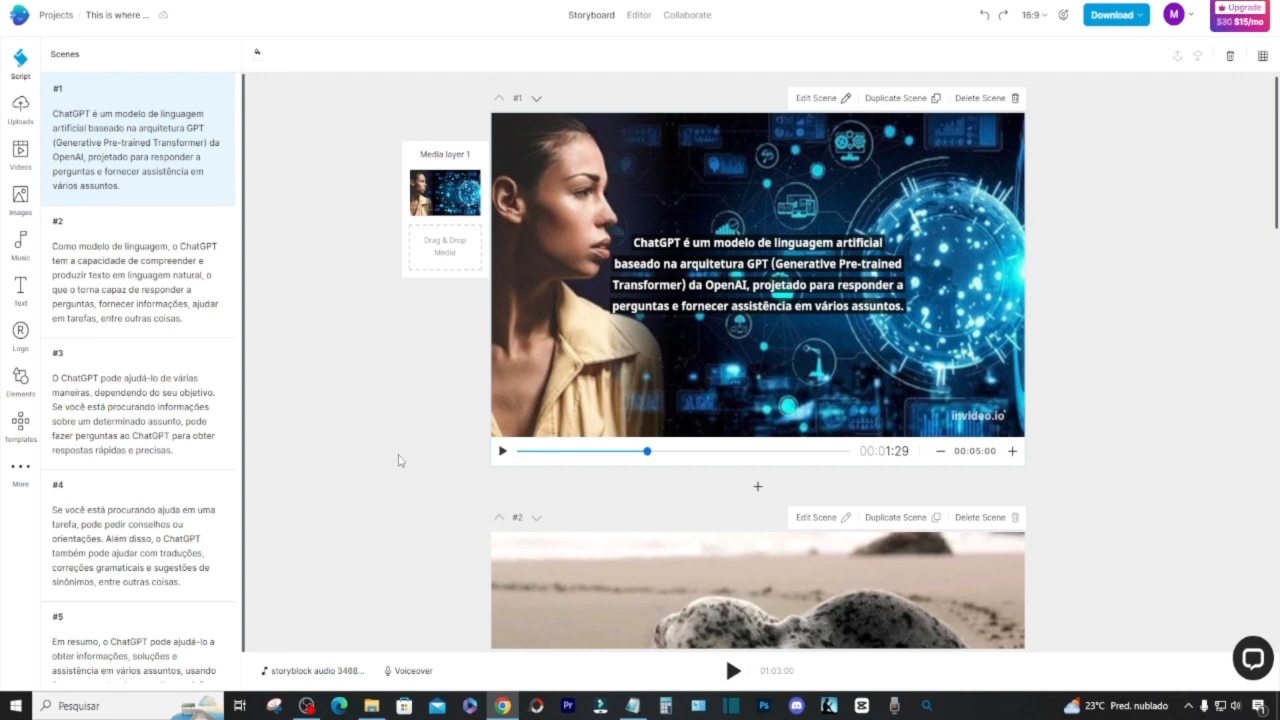 Projects / This is where ...
Storyboard Editor Collaborate
16:9
Download
M
Upgrade
$30 $15/mo
Script
Uploads
Videos
Images
Music
Text
Logo
Elements
Templates
More
Scenes
#1
ChatGPT é um modelo de linguagem
artificial baseado na arquitetura GPT
(Generative Pre-trained Transformer) da
OpenAI, projetado para responder a
perguntas e fornecer assistência em
vários assuntos.
#2
Como modelo de linguagem, o ChatGPT
tem a capacidade de compreender e
produzir texto em linguagem natural, o
que o torna capaz de responder a
perguntas, fornecer informações, ajudar
em tarefas, entre outras coisas.
#3
O ChatGPT pode ajudá-lo de várias
maneiras, dependendo do seu objetivo.
Se você está procurando informações
sobre um determinado assunto, pode
fazer perguntas ao ChatGPT para obter
respostas rápidas e precisas.
#4
Se você está procurando ajuda em uma
tarefa, pode pedir conselhos ou
orientações. Além disso, o ChatGPT
também pode ajudar com traduções,
correções gramaticais e sugestões de
sinônimos, entre outras coisas.
#5
Em resumo, o ChatGPT pode ajudá-lo a
obter informações, soluções e
assistência em vários assuntos, usando
#1
Edit Scene Duplicate Scene Delete Scene
Media layer 1
Drag & Drop
Media
ChatGPT é um modelo de linguagem artificial
baseado na arquitetura GPT (Generative Pre-trained
Transformer) da OpenAI, projetado para responder a
perguntas e fornecer assistência em vários assuntos.
invideo.io
00:01:29
00:05:00
#2
Edit Scene Duplicate Scene Delete Scene
storyblock audio 3468...
Voiceover
01:03:00
Pesquisar
23°C Pred. nublado